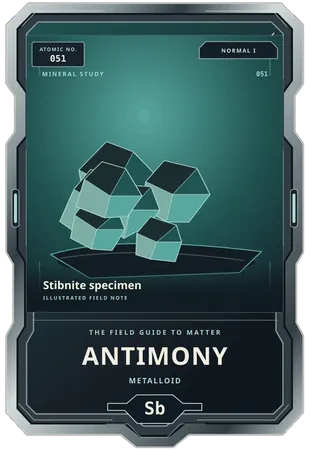 ATOMIC NO.
051
NORMAL I
MINERAL STUDY
051
Stibnite specimen
ILLUSTRATED FIELD NOTE
THE FIELD GUIDE TO MATTER
ANTIMONY
METALLOID
Sb